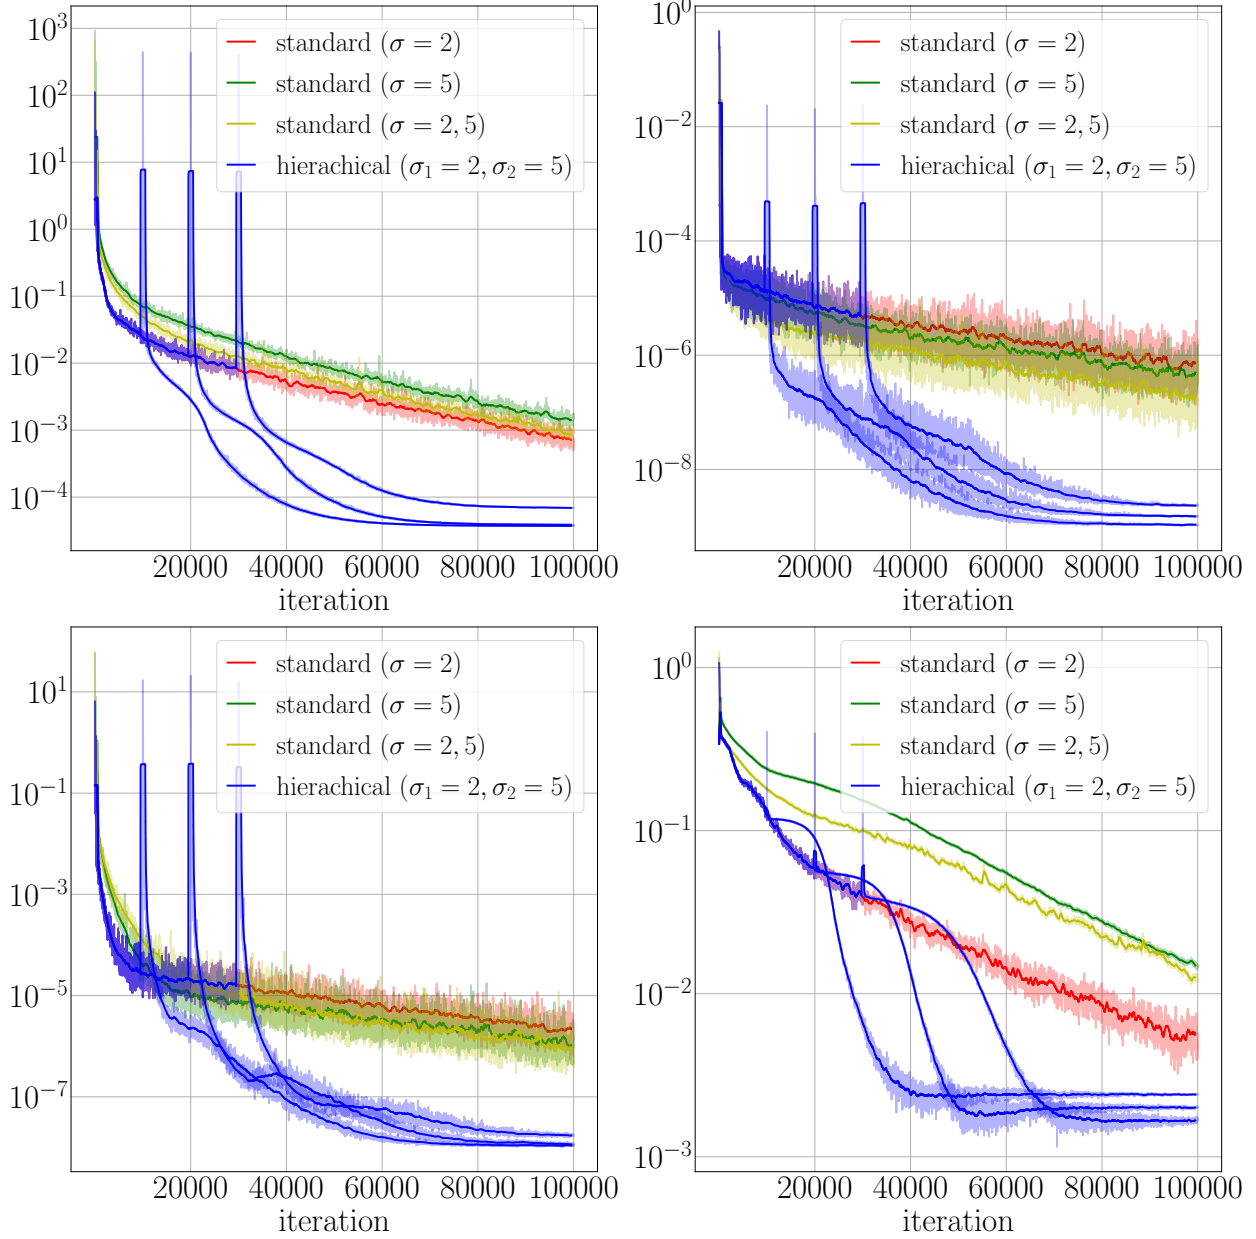 10^3
10^2
10^1
10^0
10^−1
10^−2
10^−3
10^−4
standard (σ = 2)
standard (σ = 5)
standard (σ = 2, 5)
hierachical (σ_1 = 2, σ_2 = 5)
20000 40000 60000 80000 100000
iteration
10^0
10^−2
10^−4
10^−6
10^−8
standard (σ = 2)
standard (σ = 5)
standard (σ = 2, 5)
hierachical (σ_1 = 2, σ_2 = 5)
20000 40000 60000 80000 100000
iteration
10^1
10^−1
10^−3
10^−5
10^−7
standard (σ = 2)
standard (σ = 5)
standard (σ = 2, 5)
hierachical (σ_1 = 2, σ_2 = 5)
20000 40000 60000 80000 100000
iteration
10^0
10^−1
10^−2
10^−3
standard (σ = 2)
standard (σ = 5)
standard (σ = 2, 5)
hierachical (σ_1 = 2, σ_2 = 5)
20000 40000 60000 80000 100000
iteration